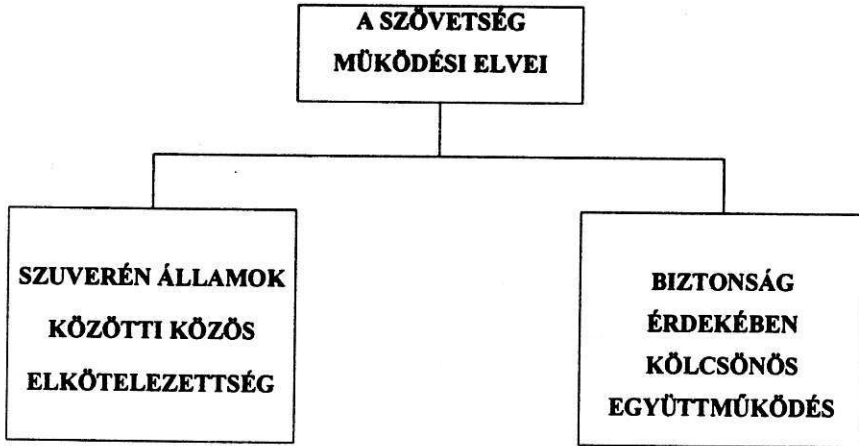 A SZÖVETSÉG
MŰKÖDÉSI ELVEI
SZUVERÉN ÁLLAMOK
KÖZÖTTI KÖZÖS
ELKÖTELEZETTSÉG
BIZTONSÁG
ÉRDEKÉBEN
KÖLCSÖNÖS
EGYÜTTMŰKÖDÉS